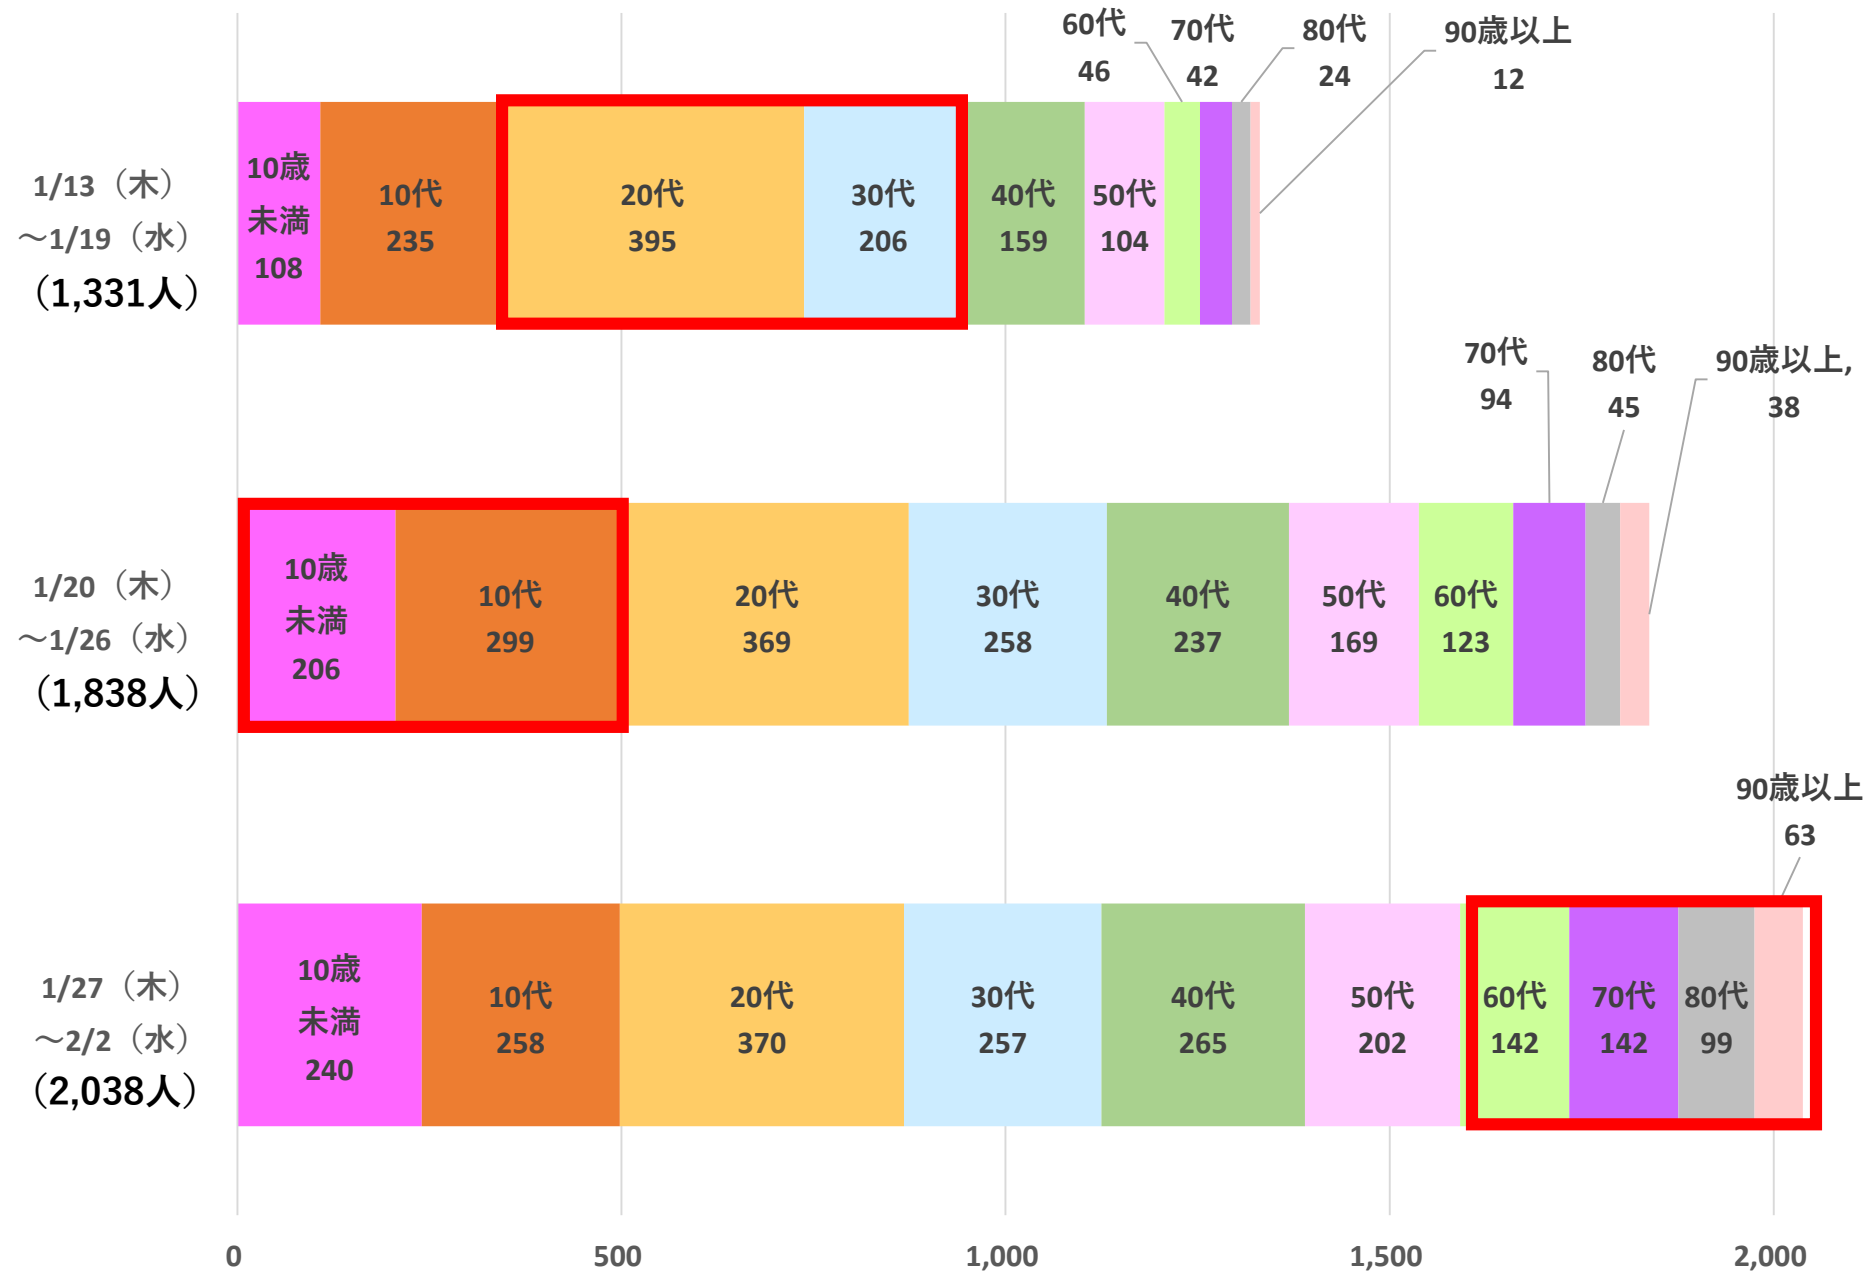 60代
46
70代
42
80代
24
90歳以上
12
1/13（木）
～1/19（水）
（1,331人）
10歳
未満
108
10代
235
20代
395
30代
206
40代
159
50代
104
70代
94
80代
45
90歳以上,
38
1/20（木）
～1/26（水）
（1,838人）
10歳
未満
206
10代
299
20代
369
30代
258
40代
237
50代
169
60代
123
90歳以上
63
1/27（木）
～2/2（水）
（2,038人）
10歳
未満
240
10代
258
20代
370
30代
257
40代
265
50代
202
60代
142
70代
142
80代
99
0
500
1,000
1,500
2,000